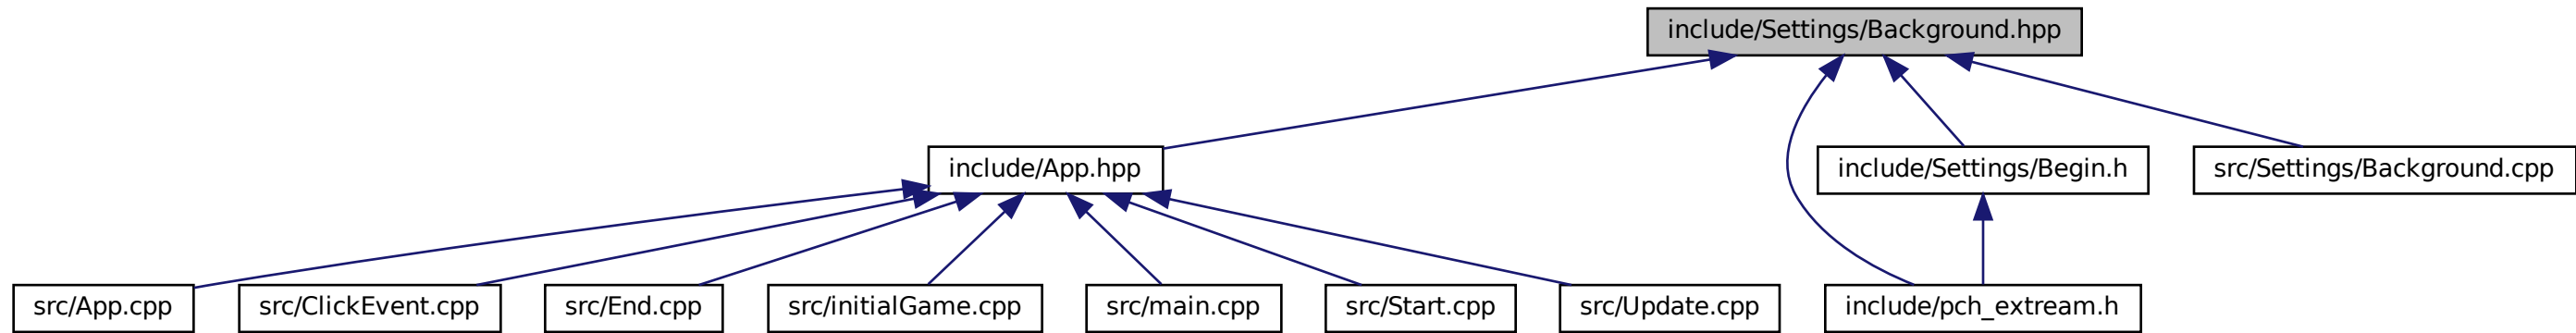 include/Settings/Background.hpp
include/App.hpp
include/Settings/Begin.h
src/Settings/Background.cpp
src/App.cpp
src/ClickEvent.cpp
src/End.cpp
src/initialGame.cpp
src/main.cpp
src/Start.cpp
src/Update.cpp
include/pch_extream.h